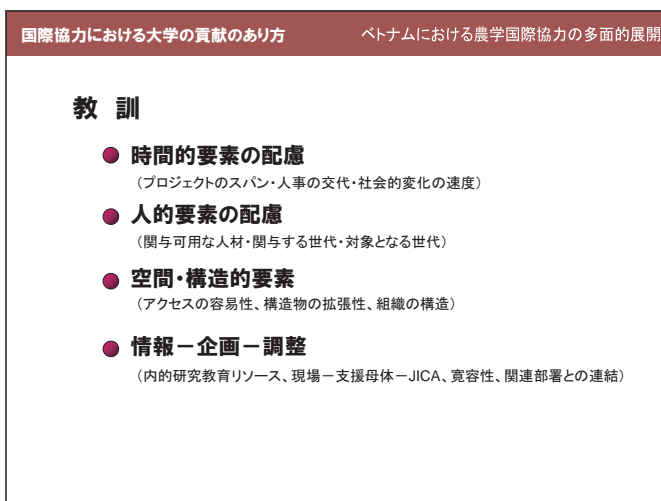 国際協力における大学の貢献のあり方 ベトナムにおける農学国際協力の多面的展開
教 訓
時間的要素の配慮
（プロジェクトのスパン・人事の交代・社会的変化の速度）
人的要素の配慮
（関与可用な人材・関与する世代・対象となる世代）
空間・構造的要素
（アクセスの容易性、構造物の拡張性、組織の構造）
情報－企画－調整
（内的研究教育リソース、現場－支援母体－JICA、寛容性、関連部署との連結）